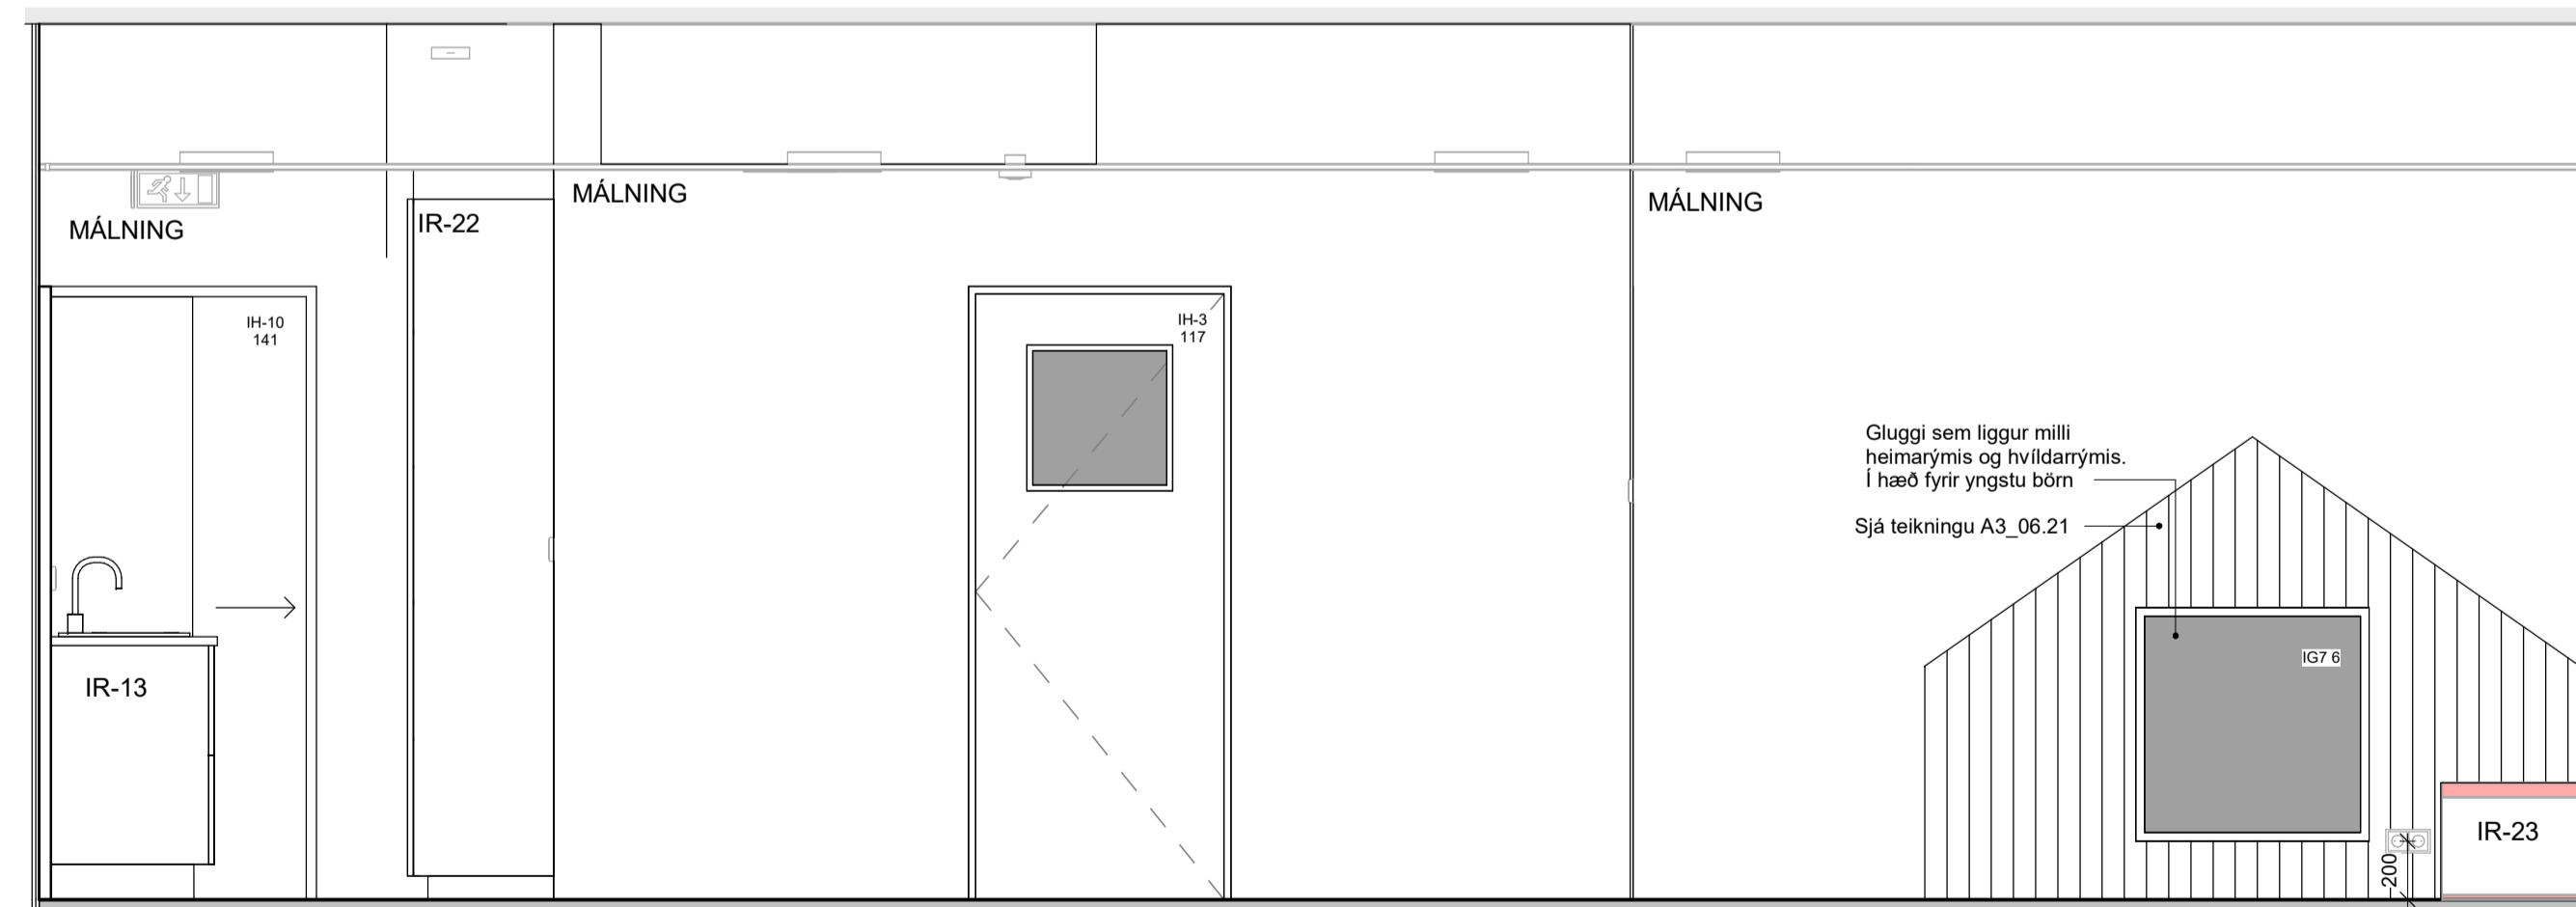 MÁLNING
IR-22
MÁLNING
MÁLNING
IH-10
141
IH-3
117
Gluggi sem liggur milli
heimarýmis og hvíldarrýmis.
Í hæð fyrir yngstu börn
Sjá teikningu A3_06.21
IG7 6
IR-13
IR-23
200